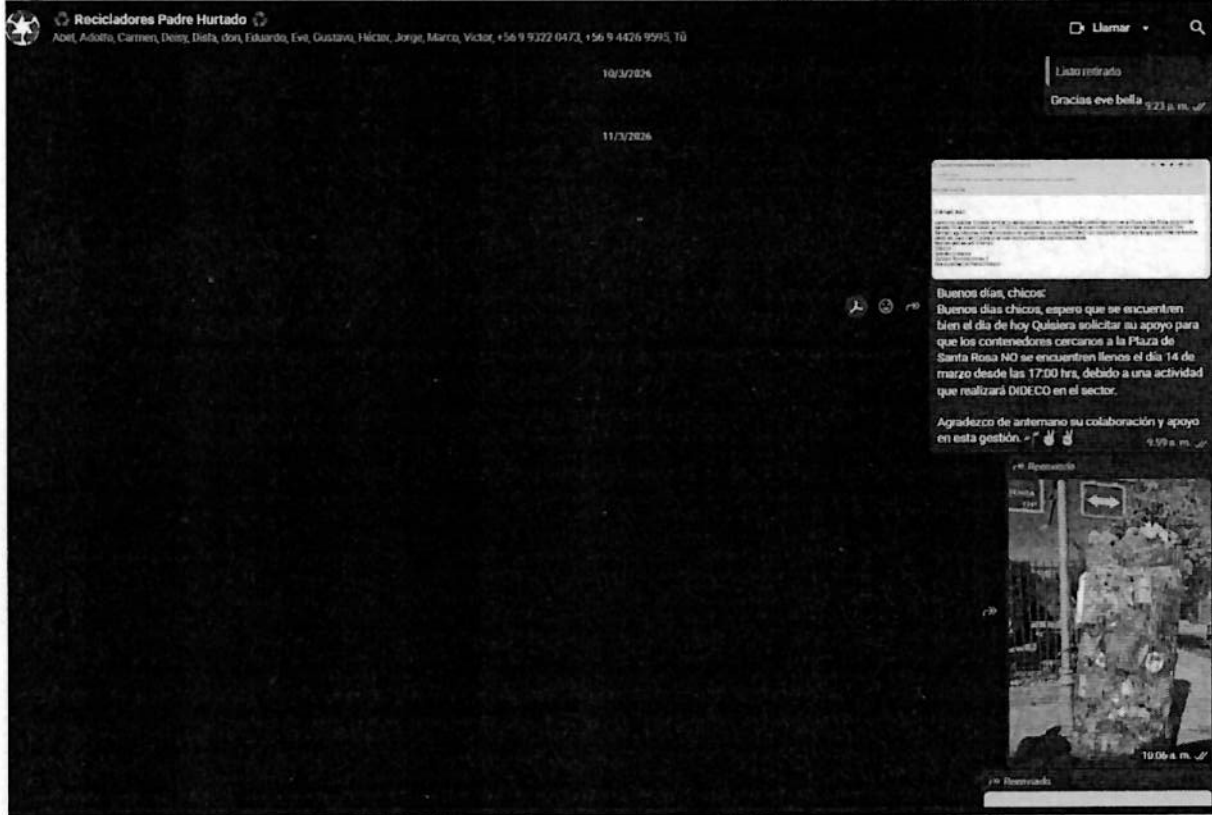 Recicladores Padre Hurtado
Abel, Adolfo, Carmen, Deisy, Disfa, don, Eduardo, Eve, Gustavo, Héctor, Jorge, Marco, Victor, +56 9 9322 0473, +56 9 4426 9595, Tú
Llamar
10/3/2026
Listo retirado
Gracias eve bella
9:23 p. m.
11/3/2026
Buenos días, chicos:
Buenos dias chicos, espero que se encuentren
bien el dia de hoy Quisiera solicitar su apoyo para
que los contenedores cercanos a la Plaza de
Santa Rosa NO se encuentren llenos el día 14 de
marzo desde las 17:00 hrs, debido a una actividad
que realizará DIDECO en el sector.
Agradezco de antemano su colaboración y apoyo
en esta gestión.
9:59 a. m.
Reenviado
10:06 a. m.
Reenviado